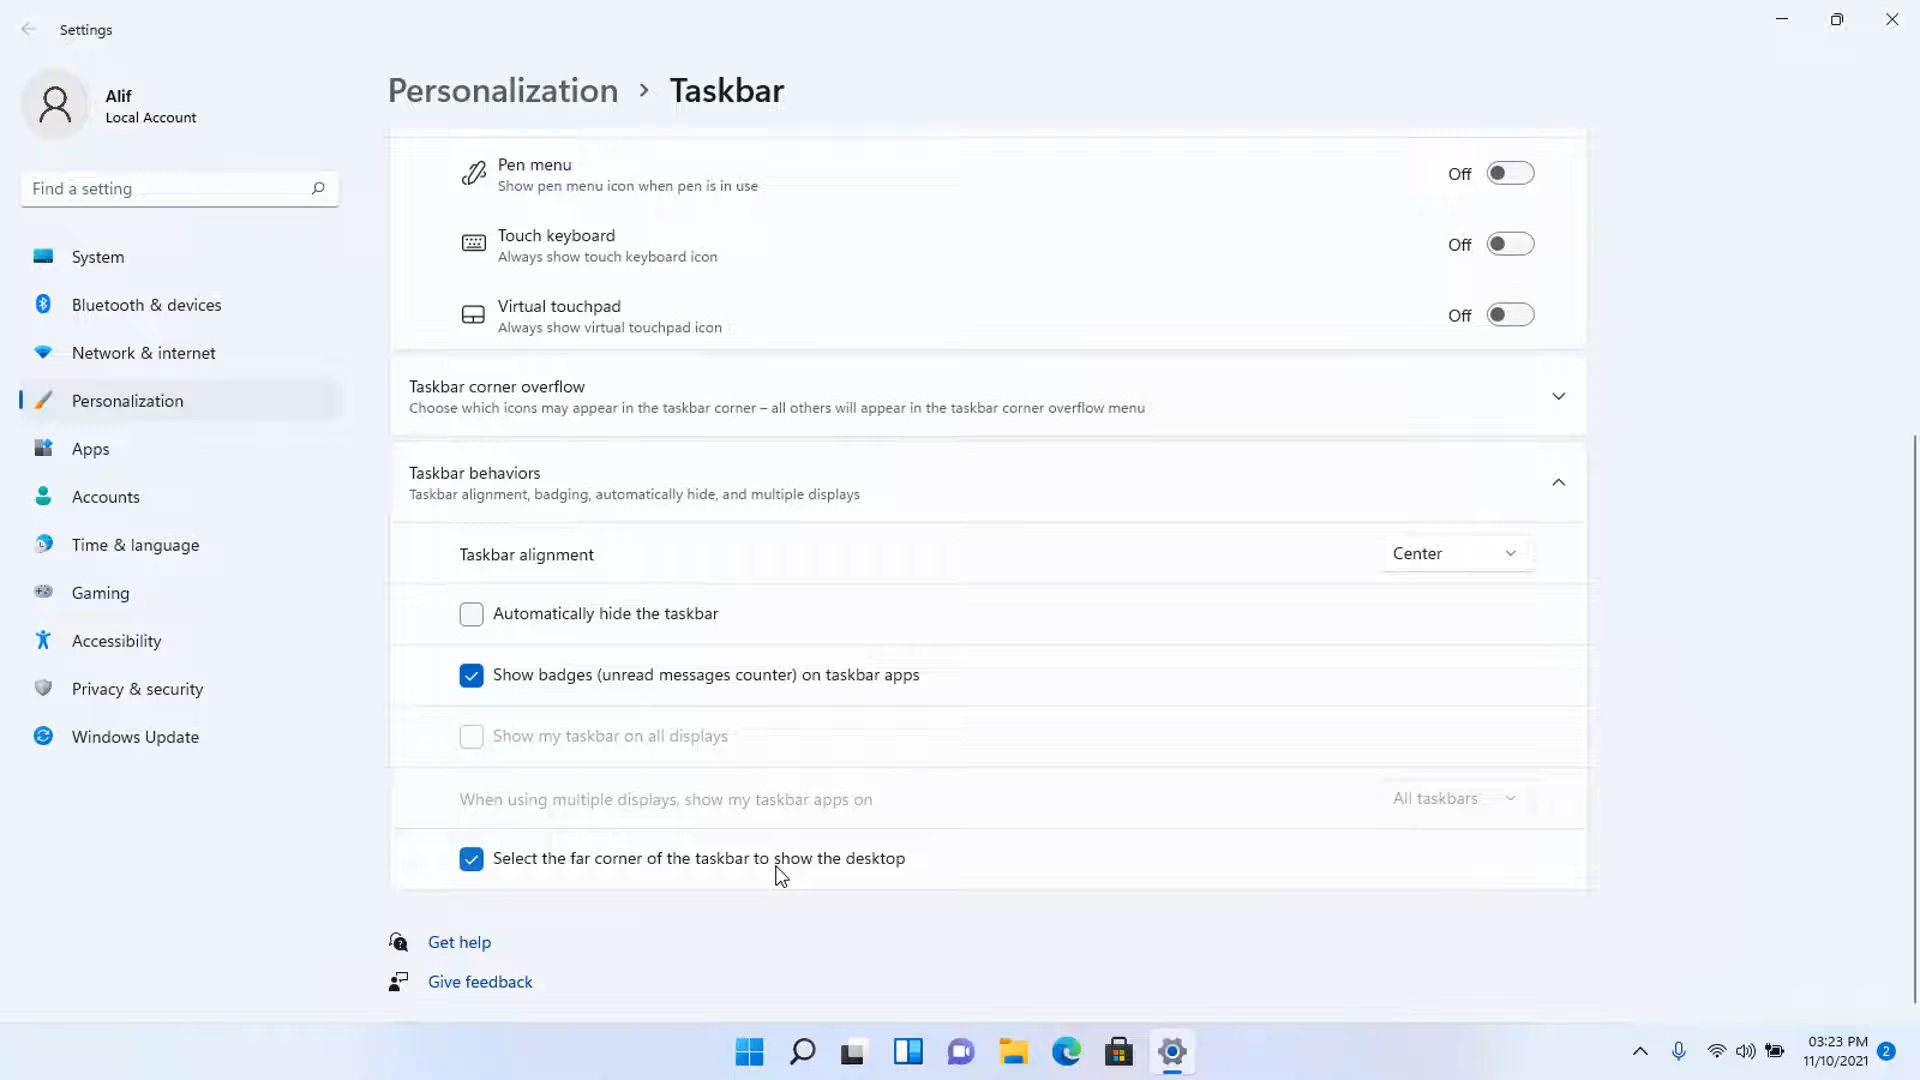 Settings
Alif
Local Account
Find a setting
System
Bluetooth & devices
Network & internet
Personalization
Apps
Accounts
Time & language
Gaming
Accessibility
Privacy & security
Windows Update
Personalization > Taskbar
Pen menu
Show pen menu icon when pen is in use
Off
Touch keyboard
Always show touch keyboard icon
Off
Virtual touchpad
Always show virtual touchpad icon
Off
Taskbar corner overflow
Choose which icons may appear in the taskbar corner – all others will appear in the taskbar corner overflow menu
Taskbar behaviors
Taskbar alignment, badging, automatically hide, and multiple displays
Taskbar alignment
Center
Automatically hide the taskbar
Show badges (unread messages counter) on taskbar apps
Show my taskbar on all displays
When using multiple displays, show my taskbar apps on
All taskbars
Select the far corner of the taskbar to show the desktop
Get help
Give feedback
03:23 PM
11/10/2021
2